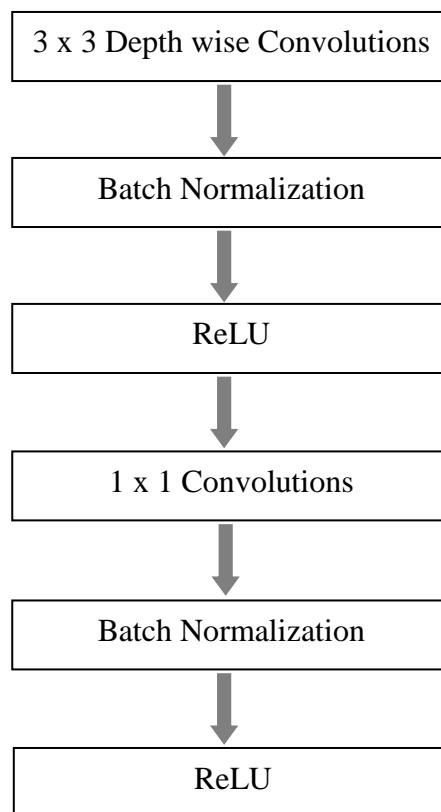 3 x 3 Depth wise Convolutions
Batch Normalization
ReLU
1 x 1 Convolutions
Batch Normalization
ReLU